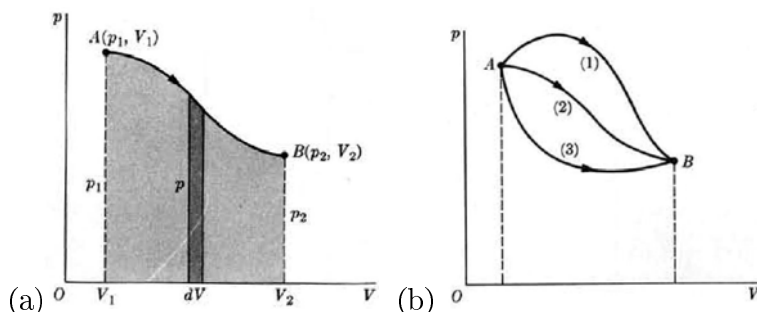 p
A(p₁, V₁)
B(p₂, V₂)
p₁
p
p₂
(a)
O
V₁
dV
V₂
V
p
A
(1)
(2)
(3)
B
(b)
O
V